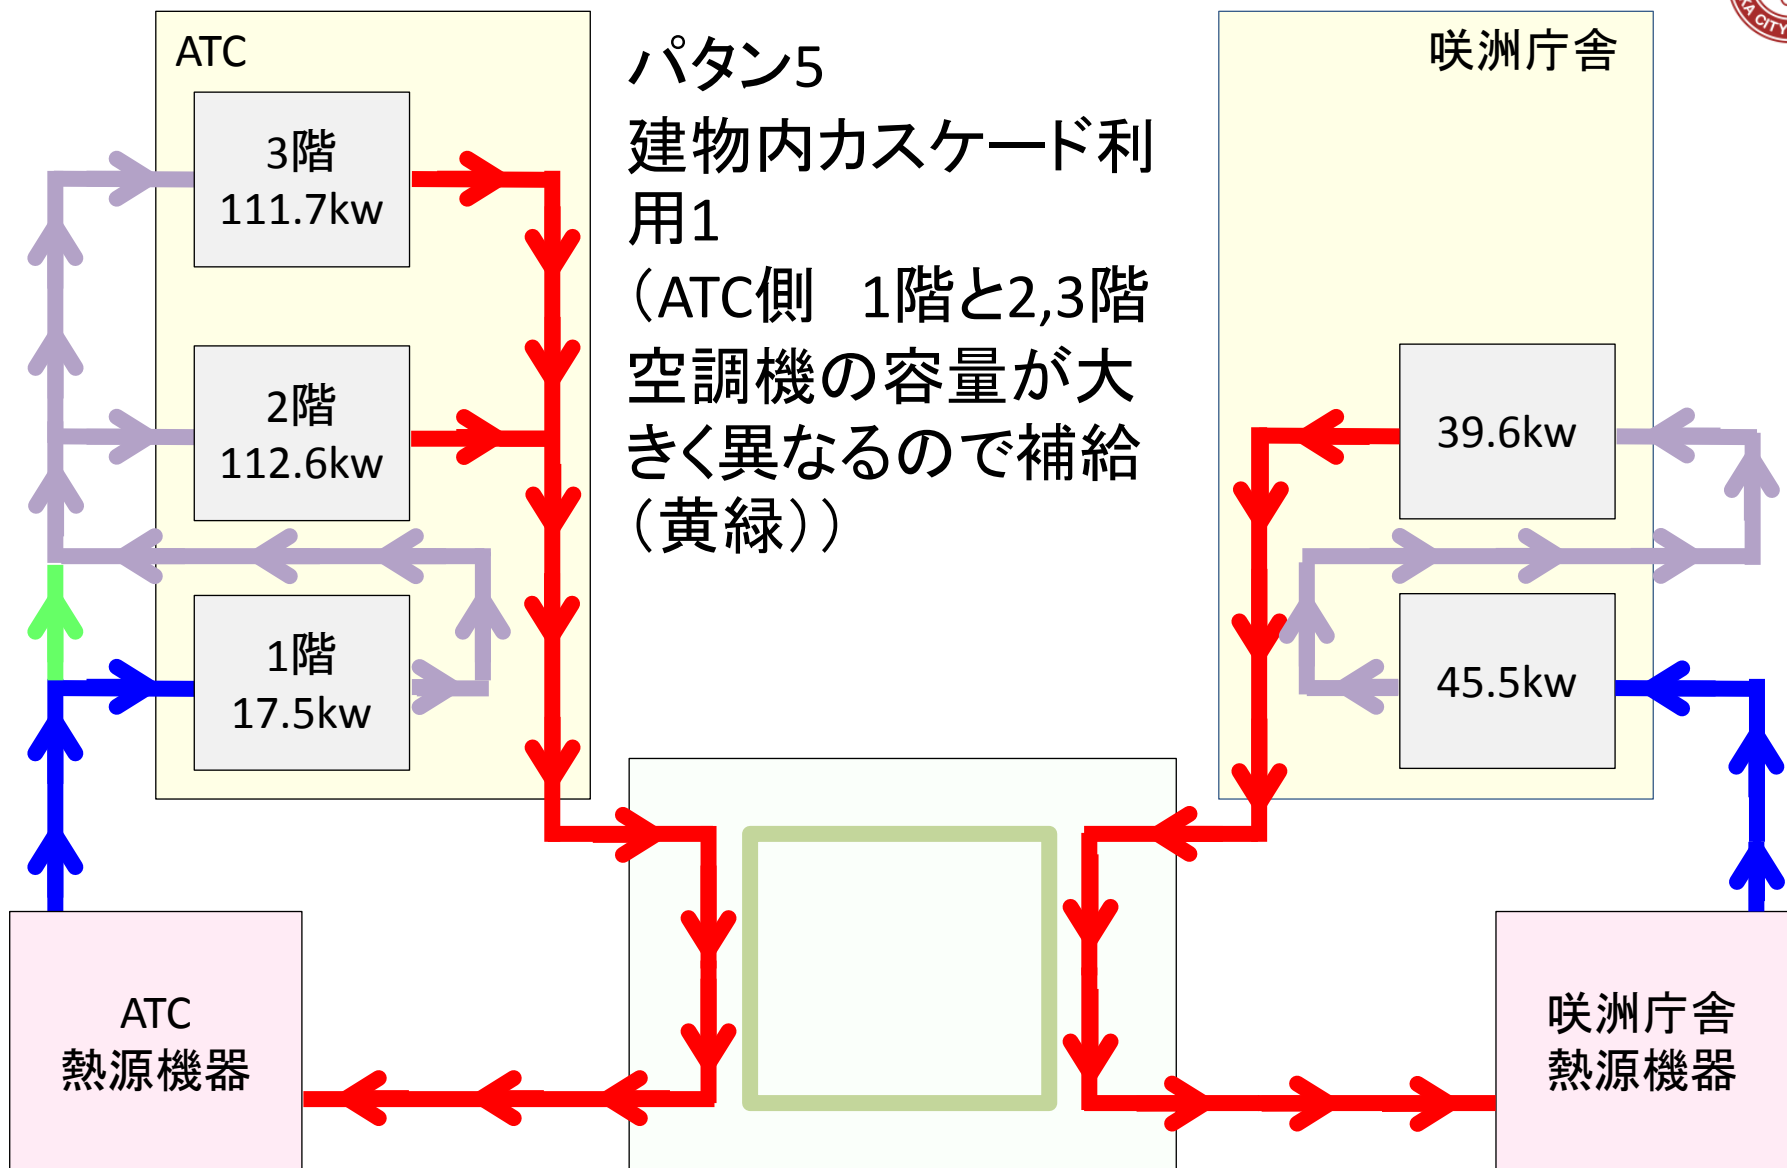 ATC
3階
111.7kw
2階
112.6kw
1階
17.5kw
パタン5
建物内カスケード利
用1
（ATC側　1階と2,3階
空調機の容量が大
きく異なるので補給
（黄緑））
咲洲庁舎
39.6kw
45.5kw
ATC
熱源機器
咲洲庁舎
熱源機器
KA CITY